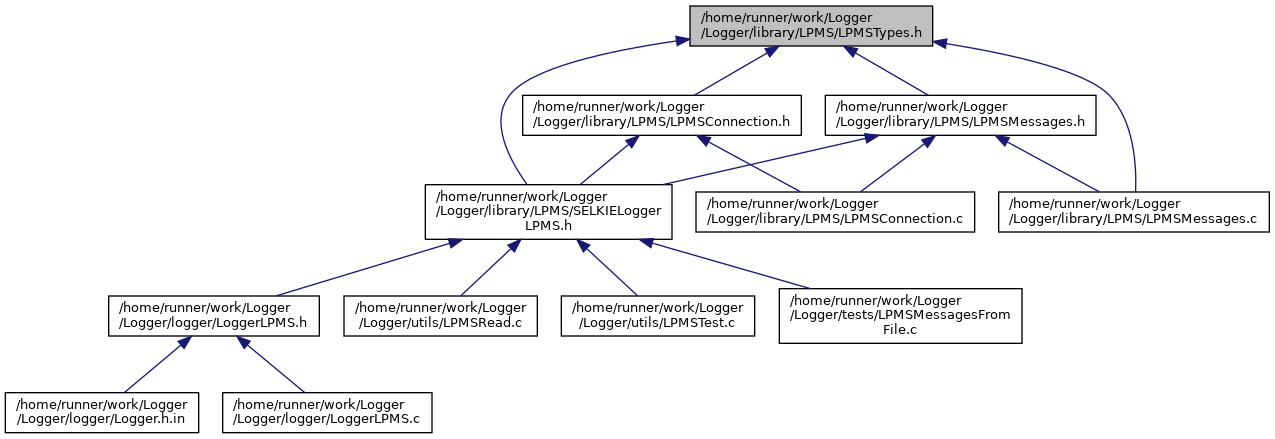 /home/runner/work/Logger
/Logger/library/LPMS/LPMSTypes.h
/home/runner/work/Logger
/Logger/library/LPMS/LPMSConnection.h
/home/runner/work/Logger
/Logger/library/LPMS/LPMSMessages.h
/home/runner/work/Logger
/Logger/library/LPMS/SELKIELogger
LPMS.h
/home/runner/work/Logger
/Logger/library/LPMS/LPMSConnection.c
/home/runner/work/Logger
/Logger/library/LPMS/LPMSMessages.c
/home/runner/work/Logger
/Logger/logger/LoggerLPMS.h
/home/runner/work/Logger
/Logger/utils/LPMSRead.c
/home/runner/work/Logger
/Logger/utils/LPMSTest.c
/home/runner/work/Logger
/Logger/tests/LPMSMessagesFrom
File.c
/home/runner/work/Logger
/Logger/logger/Logger.h.in
/home/runner/work/Logger
/Logger/logger/LoggerLPMS.c